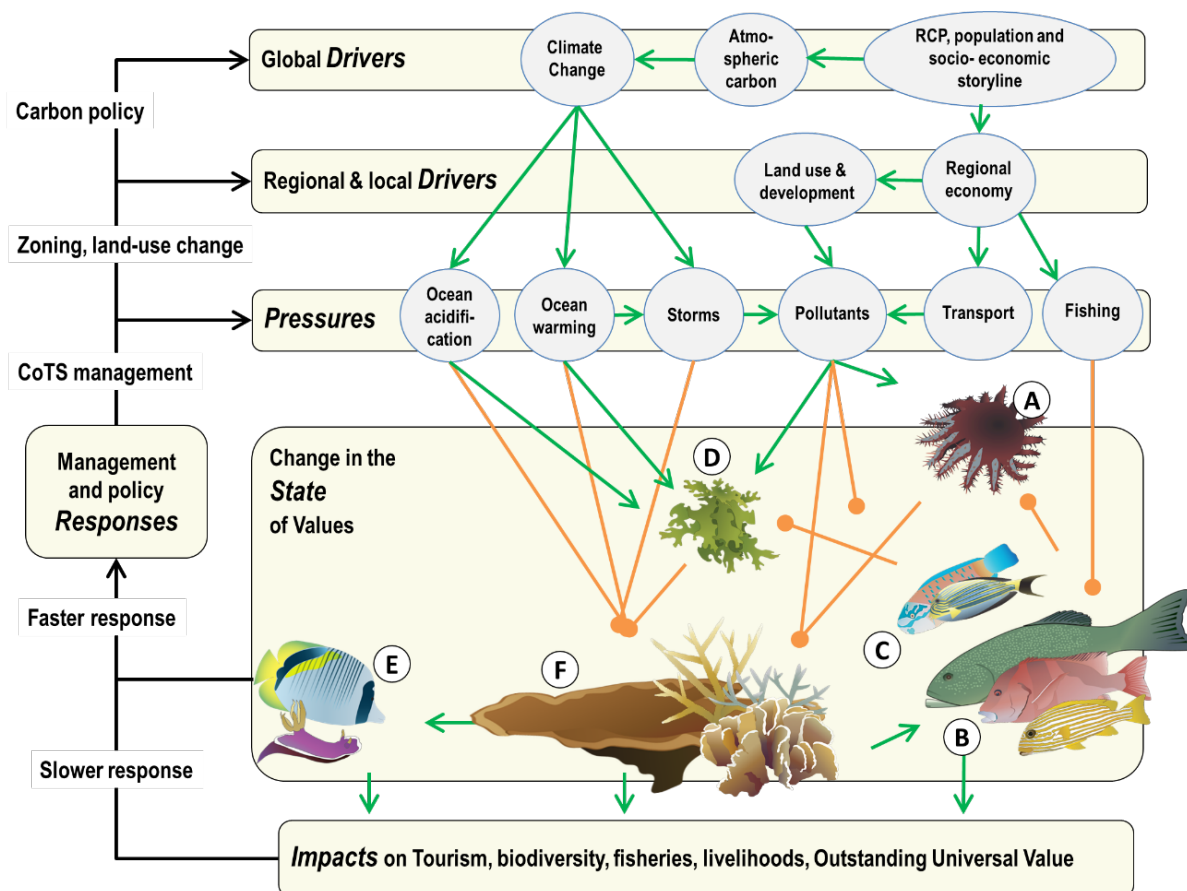 Global Drivers
Climate
Change
Atmo-
spheric
carbon
RCP, population and
socio- economic
storyline
Carbon policy
Regional & local Drivers
Land use &
development
Regional
economy
Zoning, land-use change
Pressures
Ocean
acidifi-
cation
Ocean
warming
Storms
Pollutants
Transport
Fishing
CoTS management
Management
and policy
Responses
Change in the
State
of Values
A
D
Faster response
C
E
F
B
Slower response
Impacts on Tourism, biodiversity, fisheries, livelihoods, Outstanding Universal Value